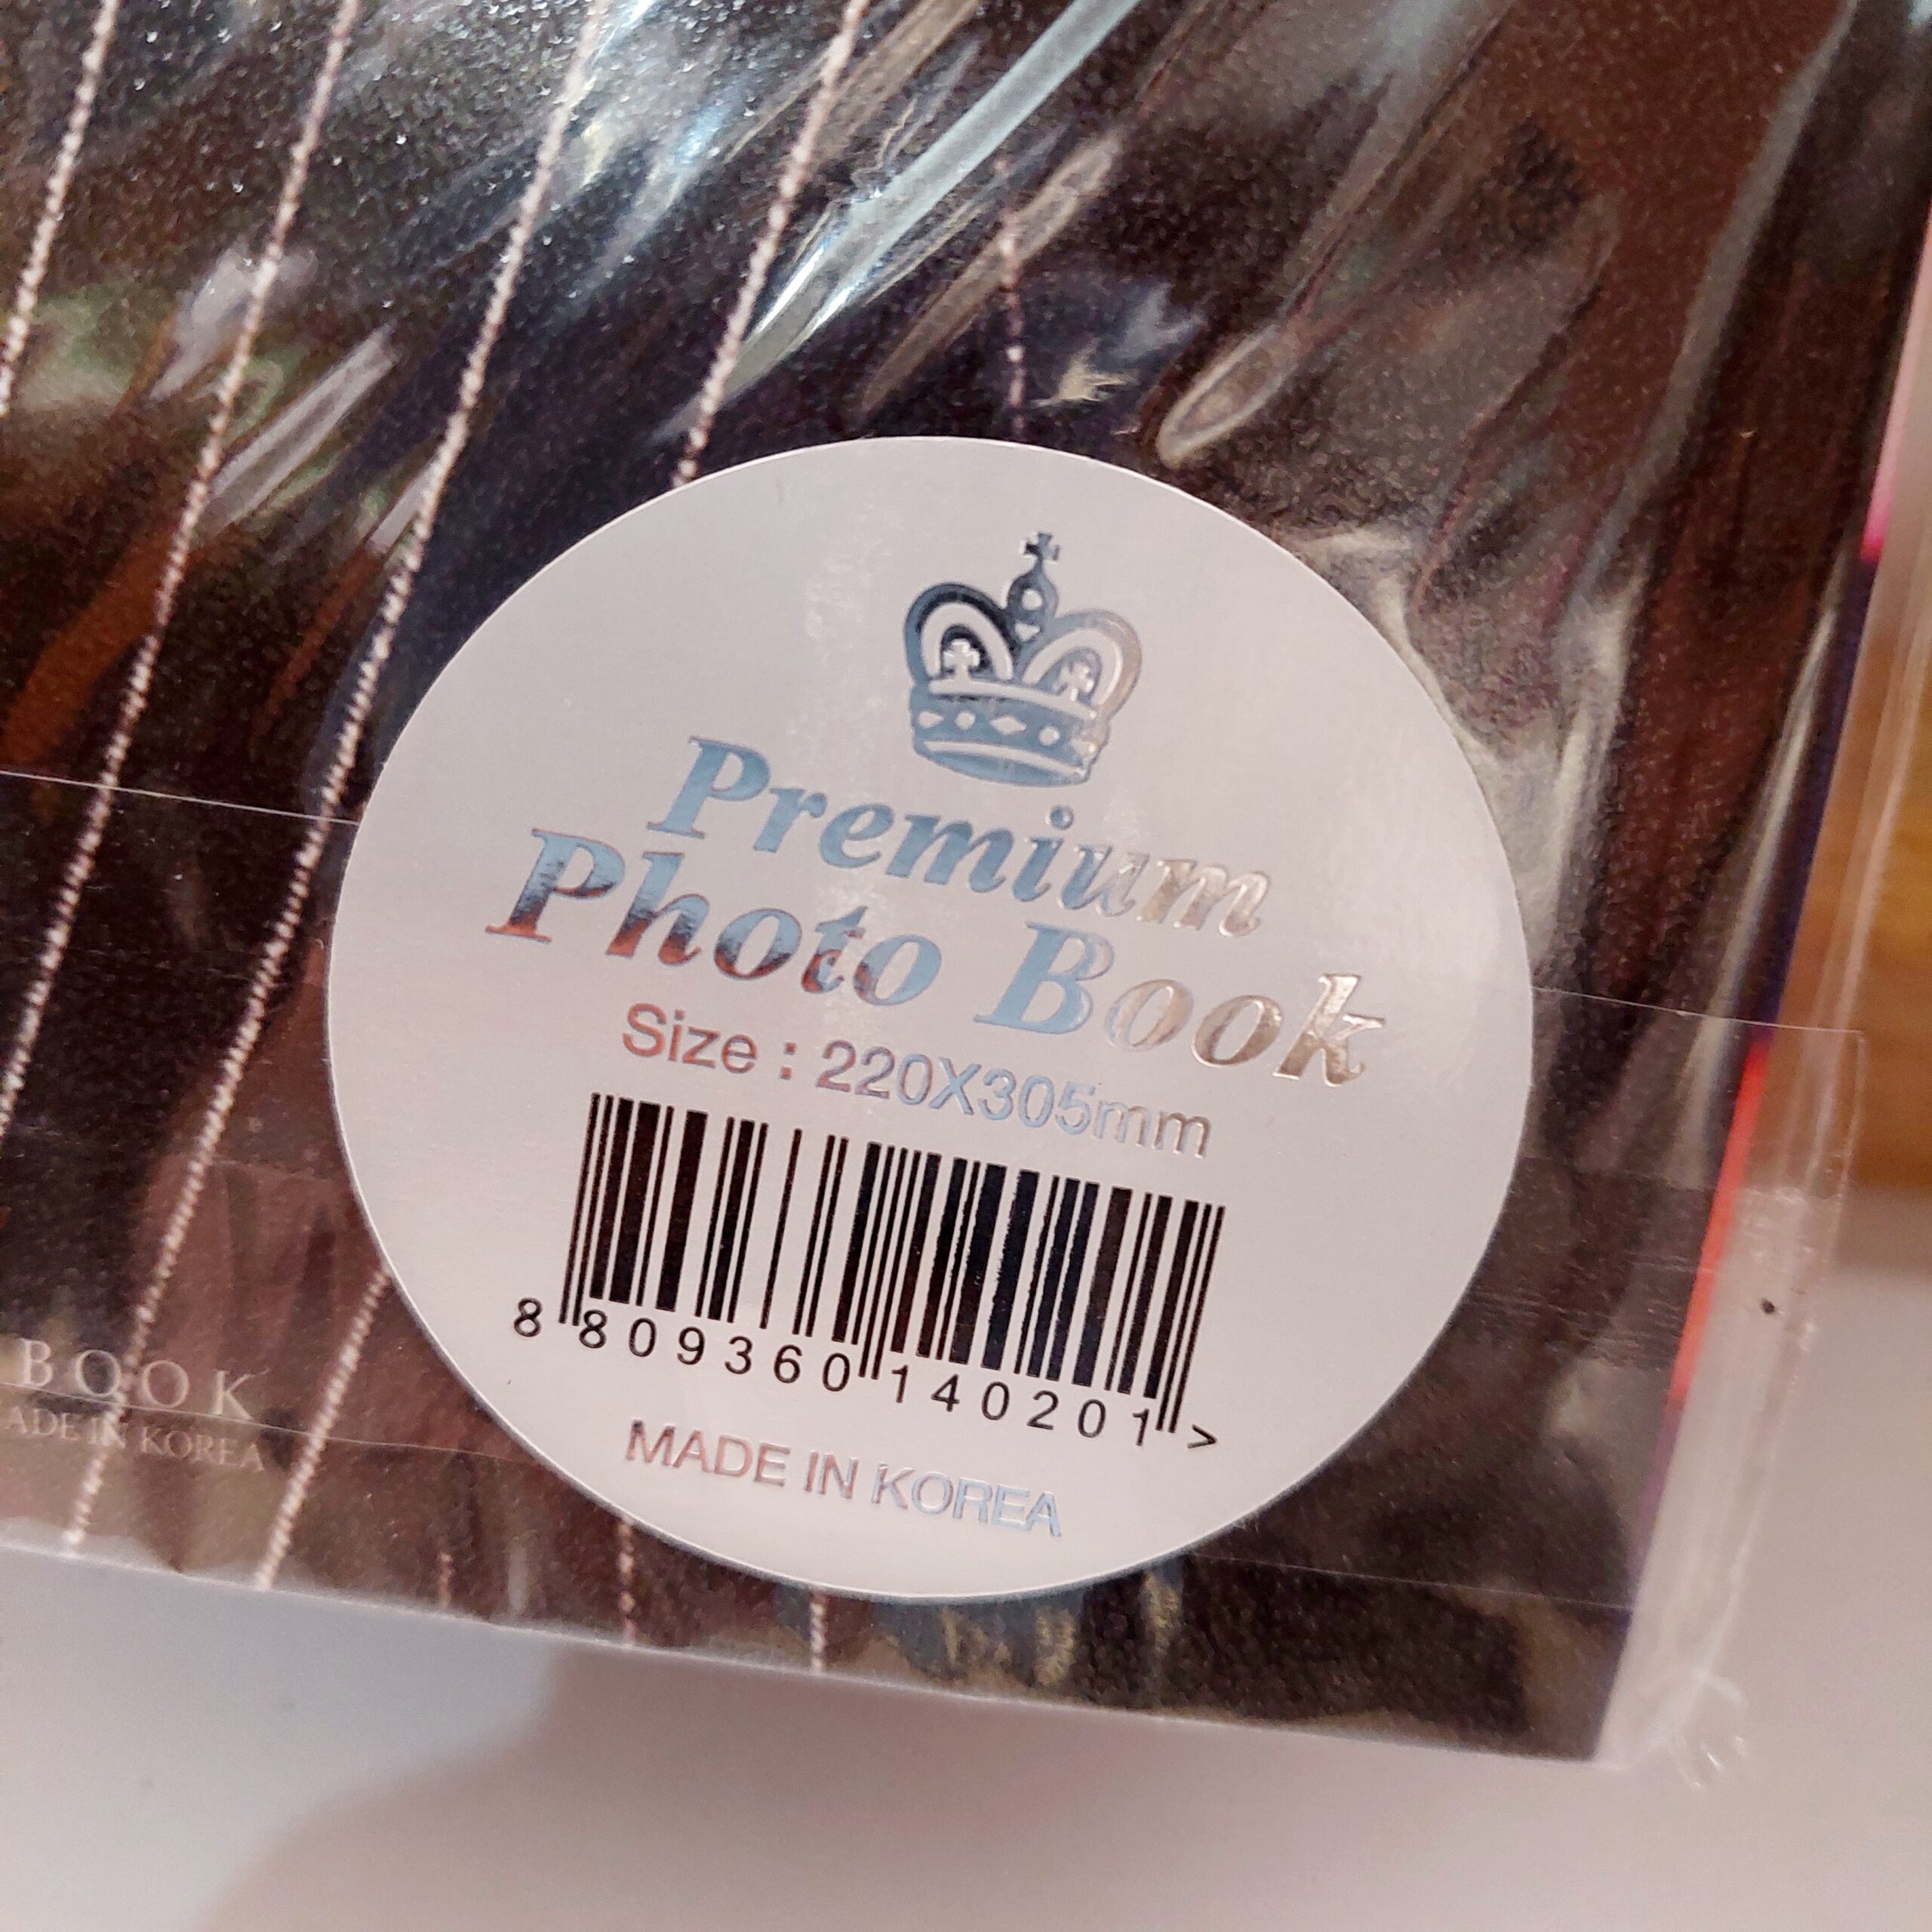 Premium
Photo Book
Size : 220X305mm
8 809360 140201 >
MADE IN KOREA
BOOK
ADE IN KOREA